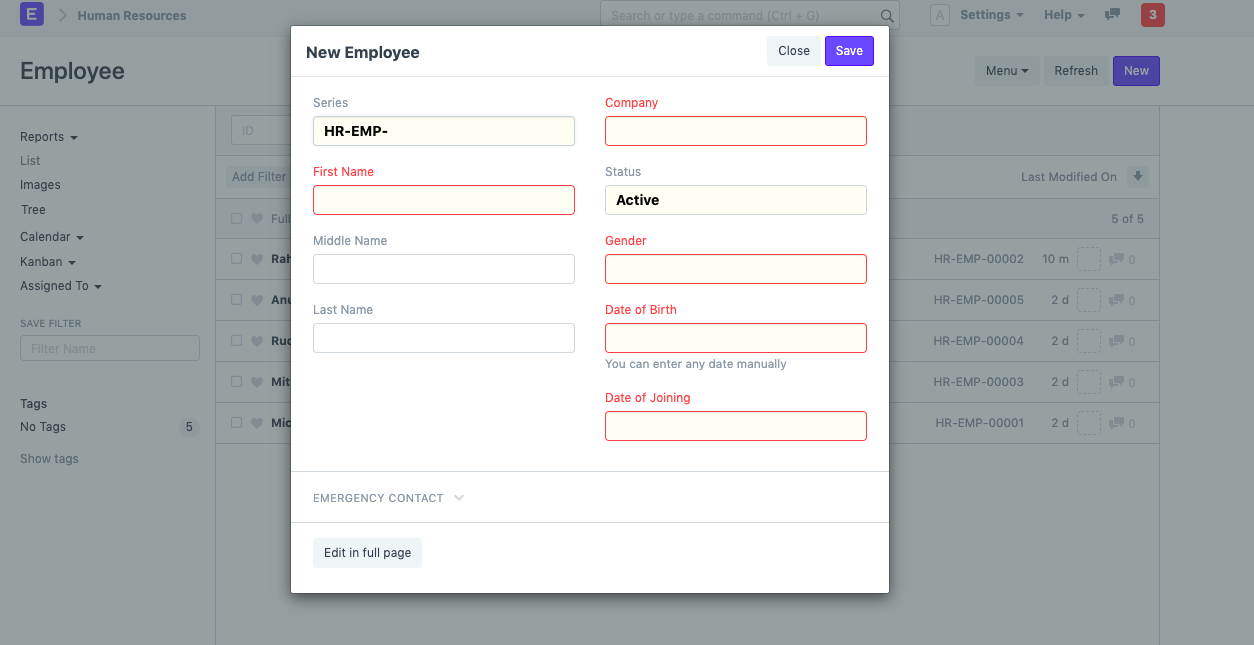 E
Human Resources
Search or type a command (Ctrl + G)
A
Settings
Help
3
Employee
Menu
Refresh
New
Reports
List
Images
Tree
Calendar
Kanban
Assigned To
SAVE FILTER
Filter Name
Tags
No Tags
5
Show tags
ID
Add Filter
Last Modified On
Full
5 of 5
Rah
HR-EMP-00002
10 m
0
Anu
HR-EMP-00005
2 d
0
HR-EMP-00004
2 d
0
Mit
HR-EMP-00003
2 d
0
HR-EMP-00001
2 d
0
New Employee
Close
Save
Series
HR-EMP-
First Name
Middle Name
Last Name
Company
Status
Active
Gender
Date of Birth
You can enter any date manually
Date of Joining
EMERGENCY CONTACT
Edit in full page